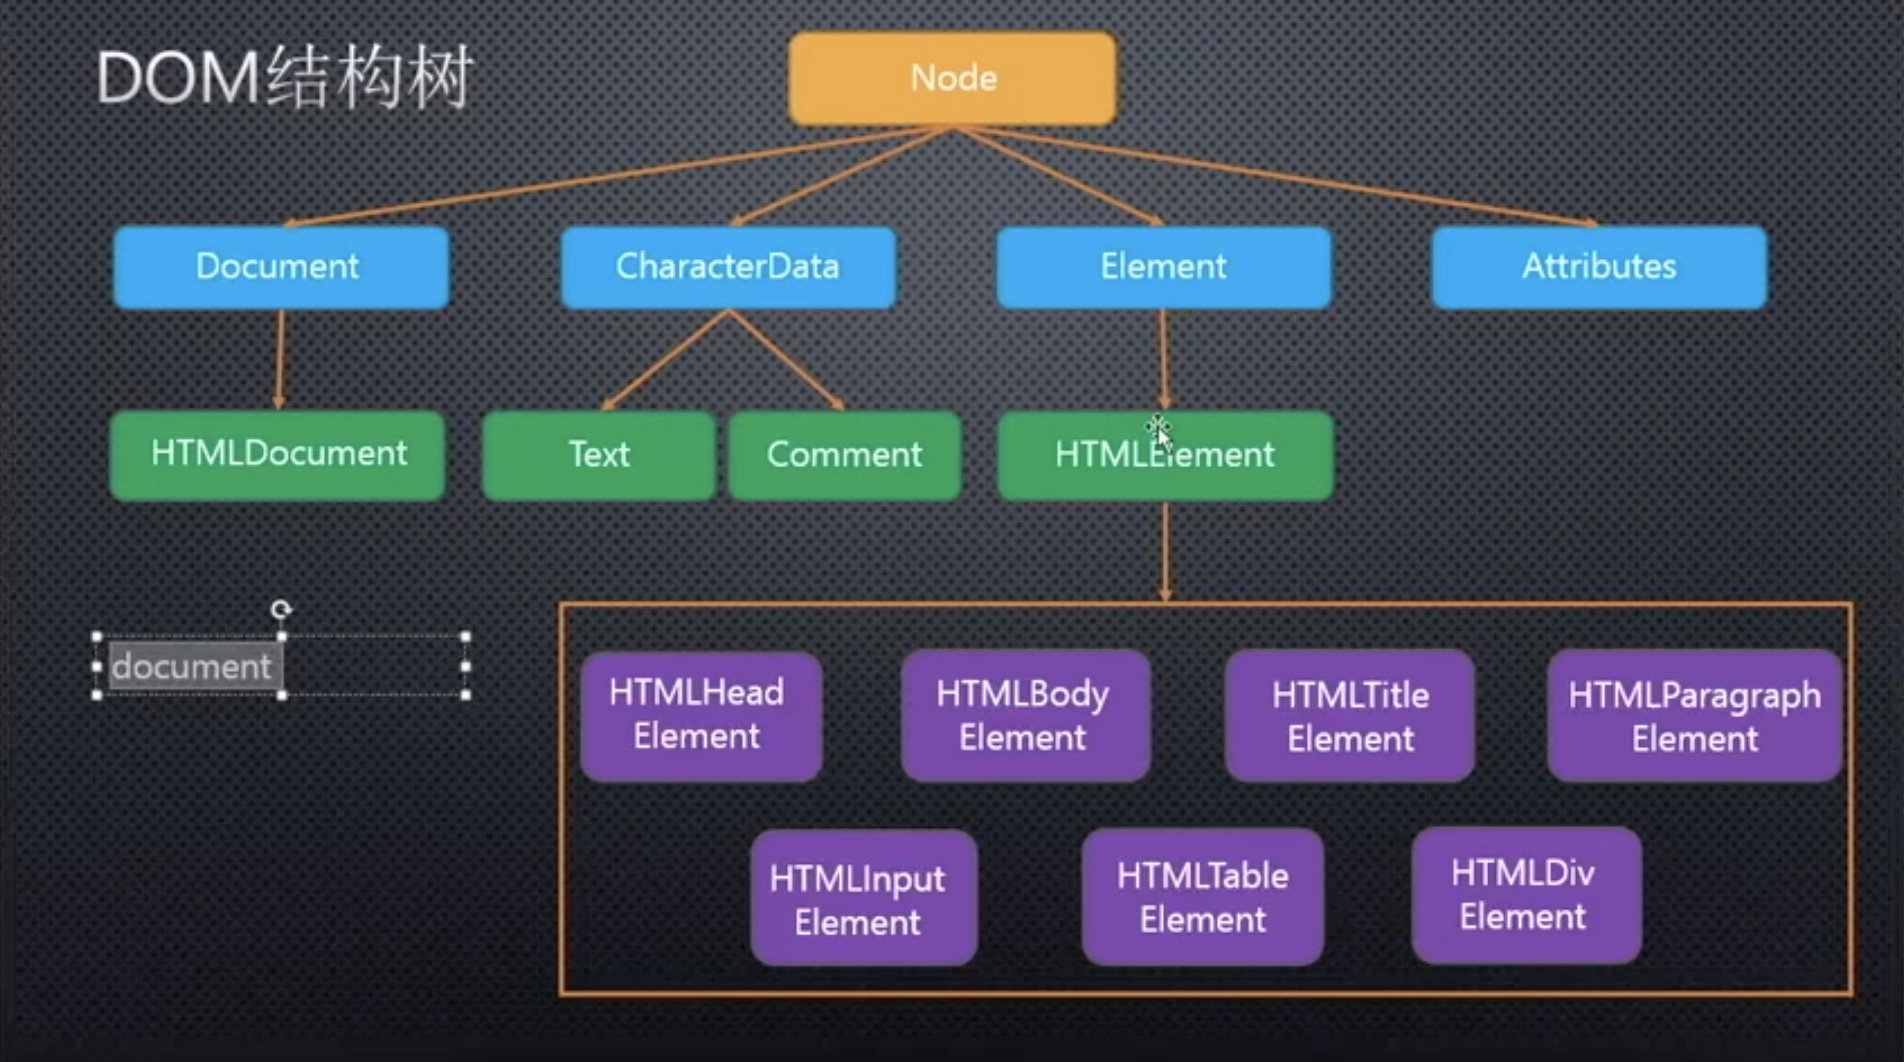 DOM结构树
Node
Document
CharacterData
Element
Attributes
HTMLDocument
Text
Comment
HTMLElement
document
HTMLHead
Element
HTMLBody
Element
HTMLTitle
Element
HTMLParagraph
Element
HTMLInput
Element
HTMLTable
Element
HTMLDiv
Element